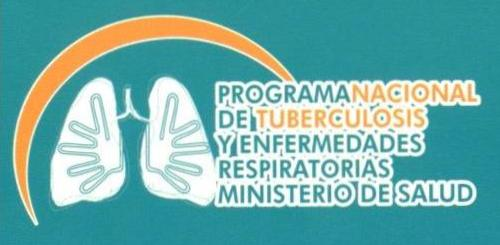 PROGRAMA NACIONAL
DE TUBERCULOSIS
Y ENFERMEDADES
RESPIRATORIAS
MINISTERIO DE SALUD